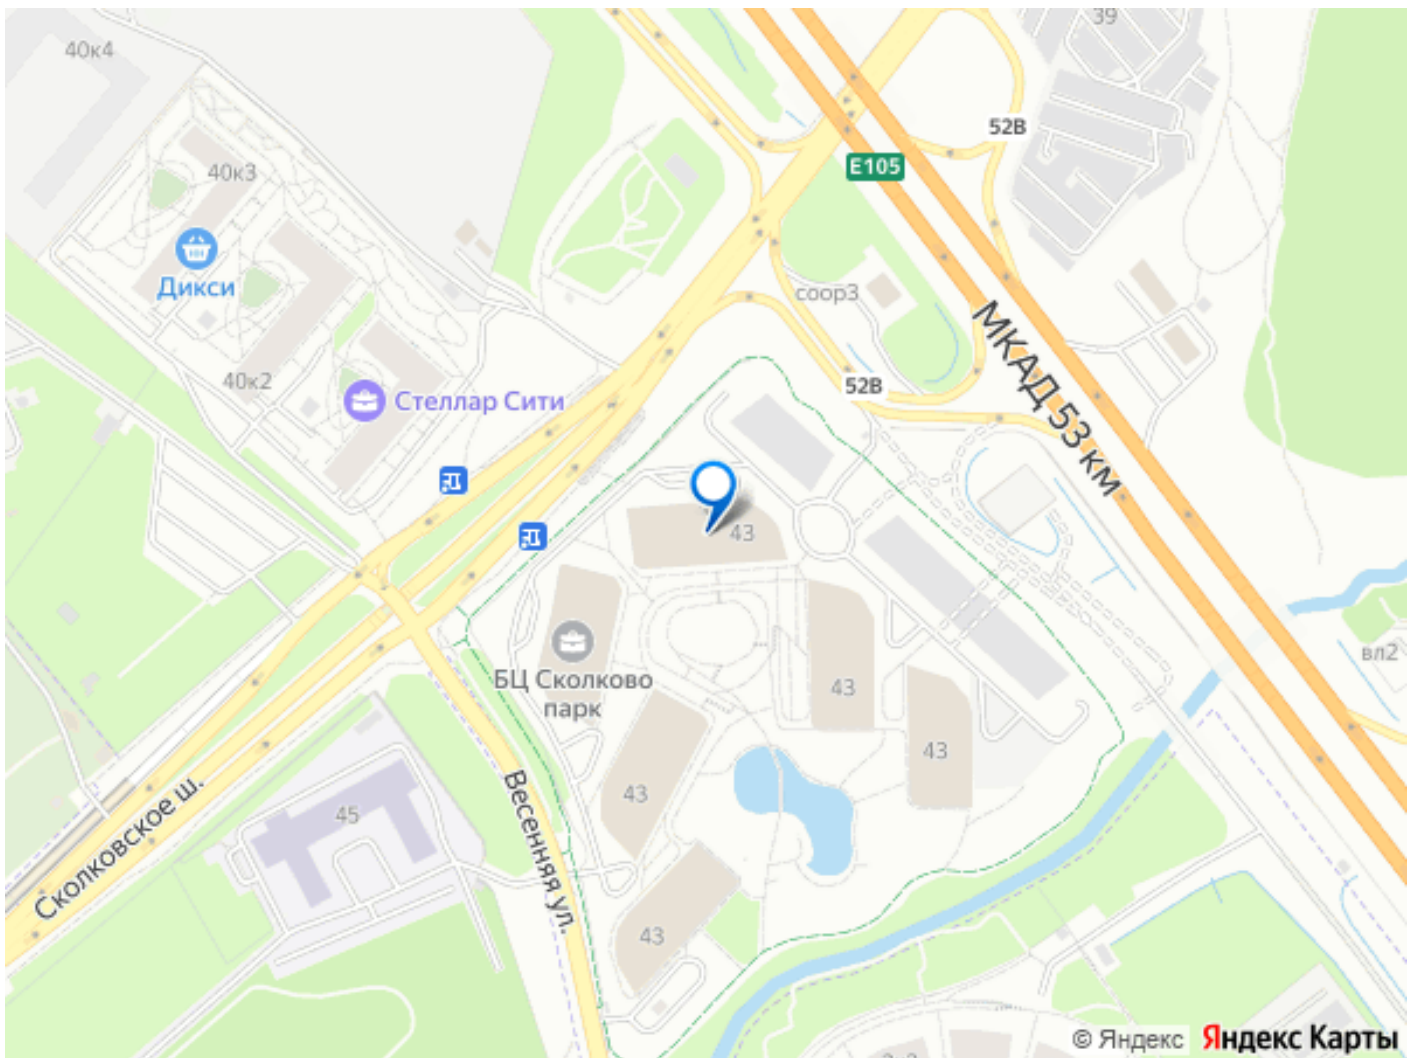 39
40к4
52В
Е105
40к3
Дикси
соор3
МКАД 53 км
40к2
52В
Стеллар Сити
43
БЦ Сколково
парк
вл2
43
43
43
Сколковское ш.
45
Весенняя ул.
43
© Яндекс
Яндекс Карты